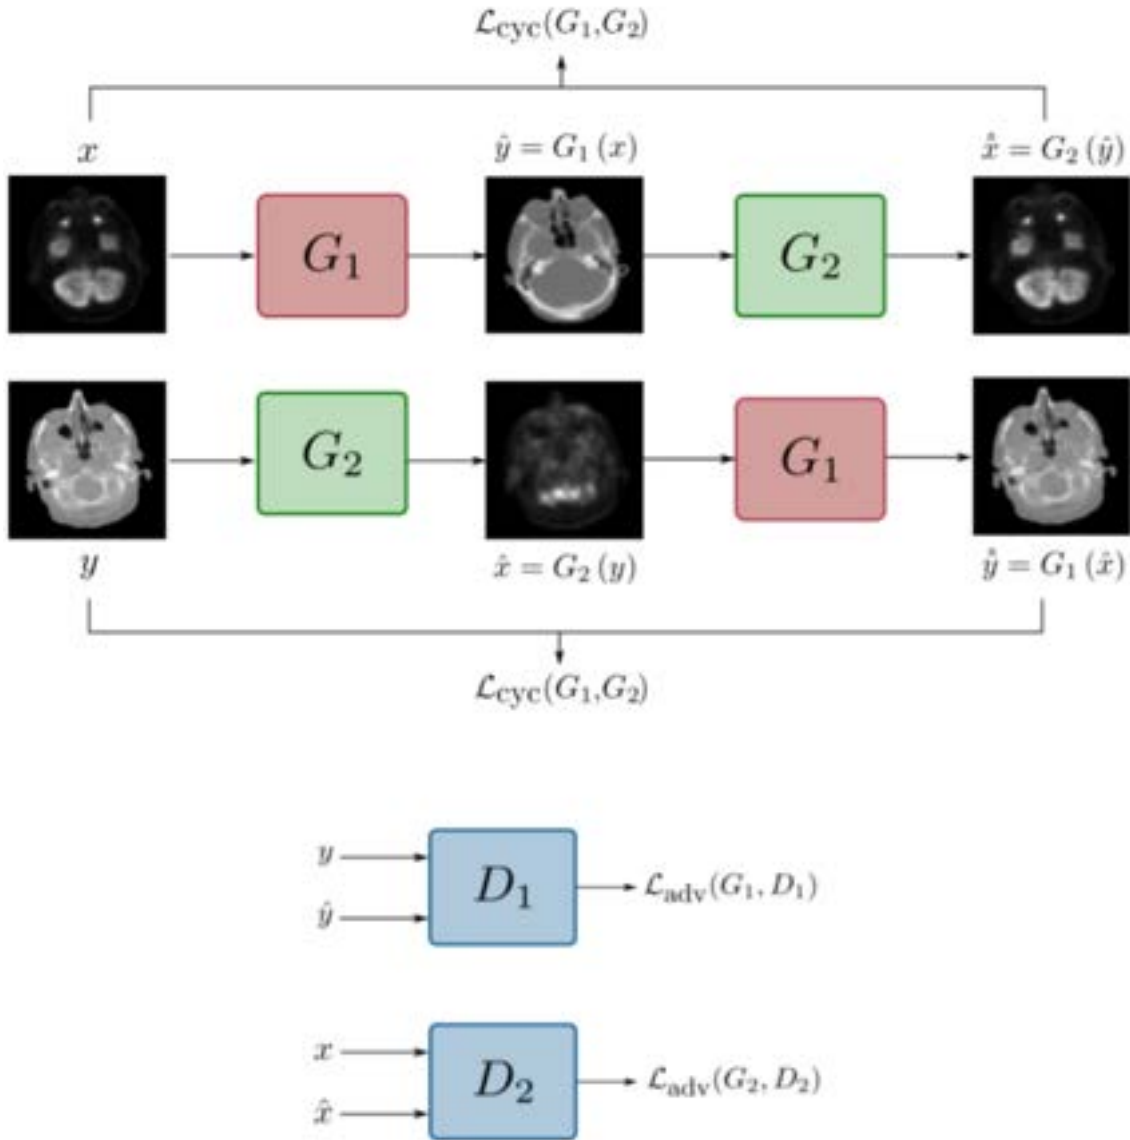 ℒcyc(G₁,G₂)
x
ŷ = G₁ (x)
x̂̂ = G₂ (ŷ)
G₁
G₂
G₂
G₁
y
x̂ = G₂ (y)
ŷ̂ = G₁ (x̂)
ℒcyc(G₁,G₂)
y
ŷ
D₁
ℒadv(G₁, D₁)
x
x̂
D₂
ℒadv(G₂, D₂)